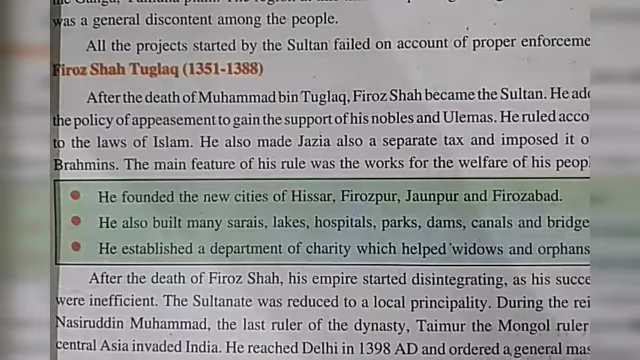 the Ganga, Yamuna plain. The region
was a general discontent among the people.
All the projects started by the Sultan failed on account of proper enforceme
Firoz Shah Tuglaq (1351-1388)
After the death of Muhammad bin Tuglaq, Firoz Shah became the Sultan. He ad
the policy of appeasement to gain the support of his nobles and Ulemas. He ruled acco
to the laws of Islam. He also made Jazia also a separate tax and imposed it o
Brahmins. The main feature of his rule was the works for the welfare of his peopl
He founded the new cities of Hissar, Firozpur, Jaunpur and Firozabad.
He also built many sarais, lakes, hospitals, parks, dams, canals and bridge
He established a department of charity which helped widows and orphans
After the death of Firoz Shah, his empire started disintegrating, as his succe
were inefficient. The Sultanate was reduced to a local principality. During the rei
Nasiruddin Muhammad, the last ruler of the dynasty, Taimur the Mongol ruler
central Asia invaded India. He reached Delhi in 1398 AD and ordered a general mas